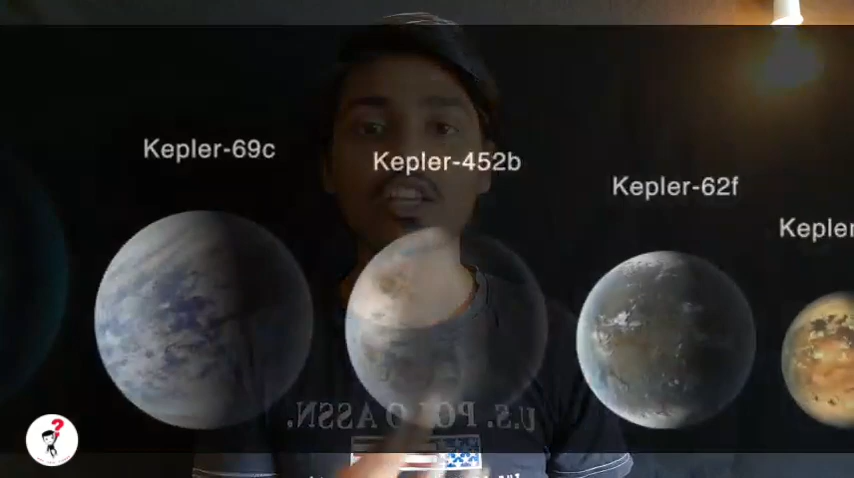 Kepler-69c
Kepler-452b
Kepler-62f
Kepler
U.S. POLO ASSN.